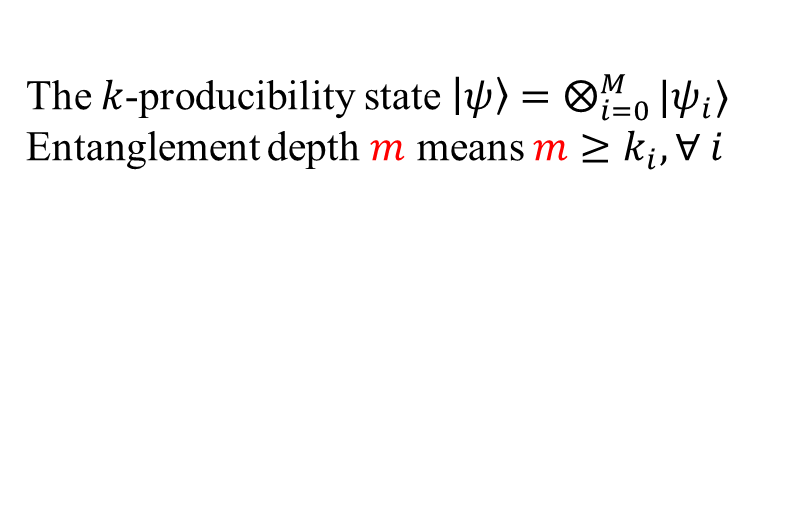 The k-producibility state |ψ⟩ = ⊗_{i=0}^{M} |ψ_i⟩
Entanglement depth m means m ≥ k_i, ∀ i